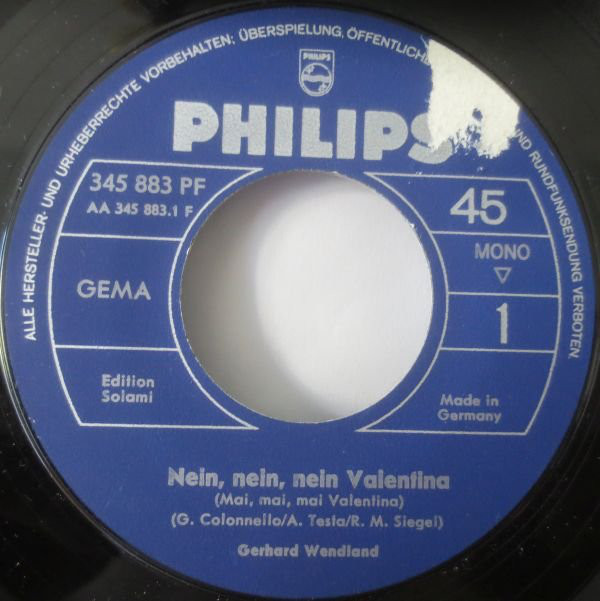 ALLE HERSTELLER- UND URHEBERRECHTE VORBEHALTEN; ÜBERSPIELUNG, ÖFFENTLICHE UND RUNDFUNKSENDUNG VERBOTEN.
PHILIPS
PHILIPS
345 883 PF
AA 345 883.1 F
GEMA
Edition
Solami
45
MONO
1
Made in
Germany
Nein, nein, nein Valentina
(Mai, mai, mai Valentina)
(G. Colonnello/A. Testa/R. M. Siegel)
Gerhard Wendland